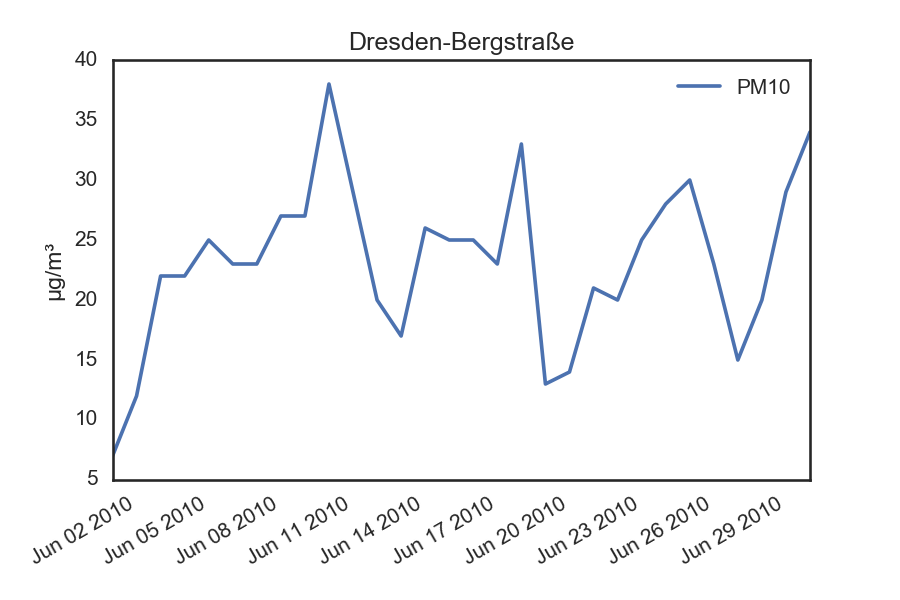 Dresden-Bergstraße
40
35
30
25
20
15
10
5
µg/m³
PM10
Jun 02 2010
Jun 05 2010
Jun 08 2010
Jun 11 2010
Jun 14 2010
Jun 17 2010
Jun 20 2010
Jun 23 2010
Jun 26 2010
Jun 29 2010